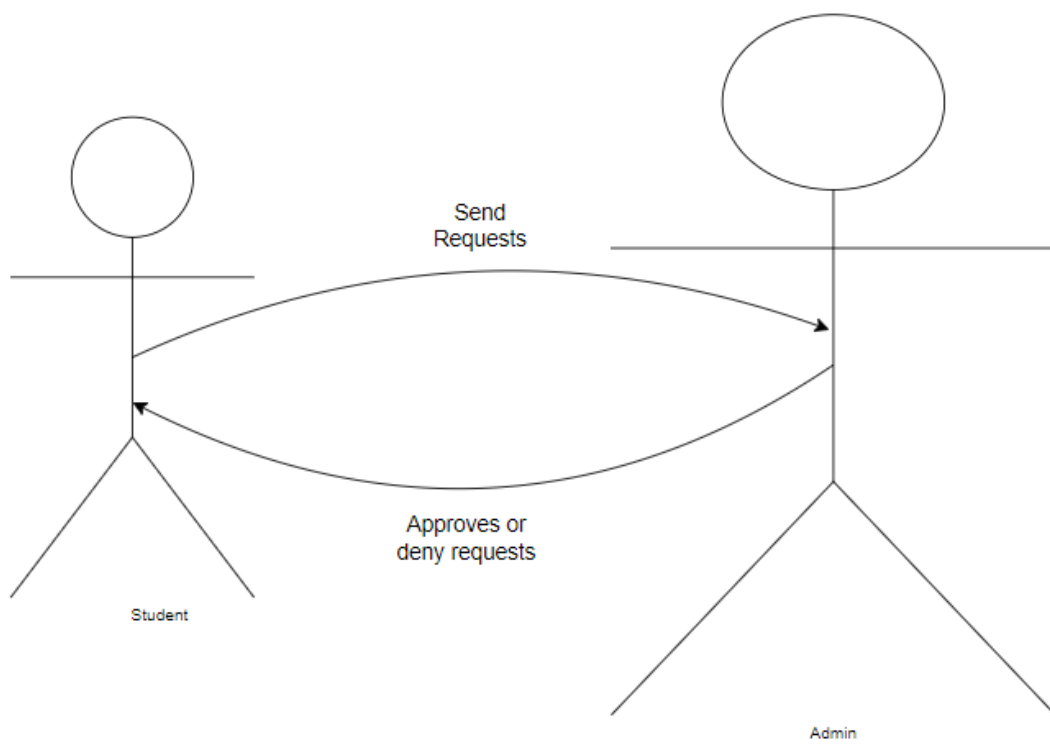 Send
Requests
Approves or
deny requests
Student
Admin